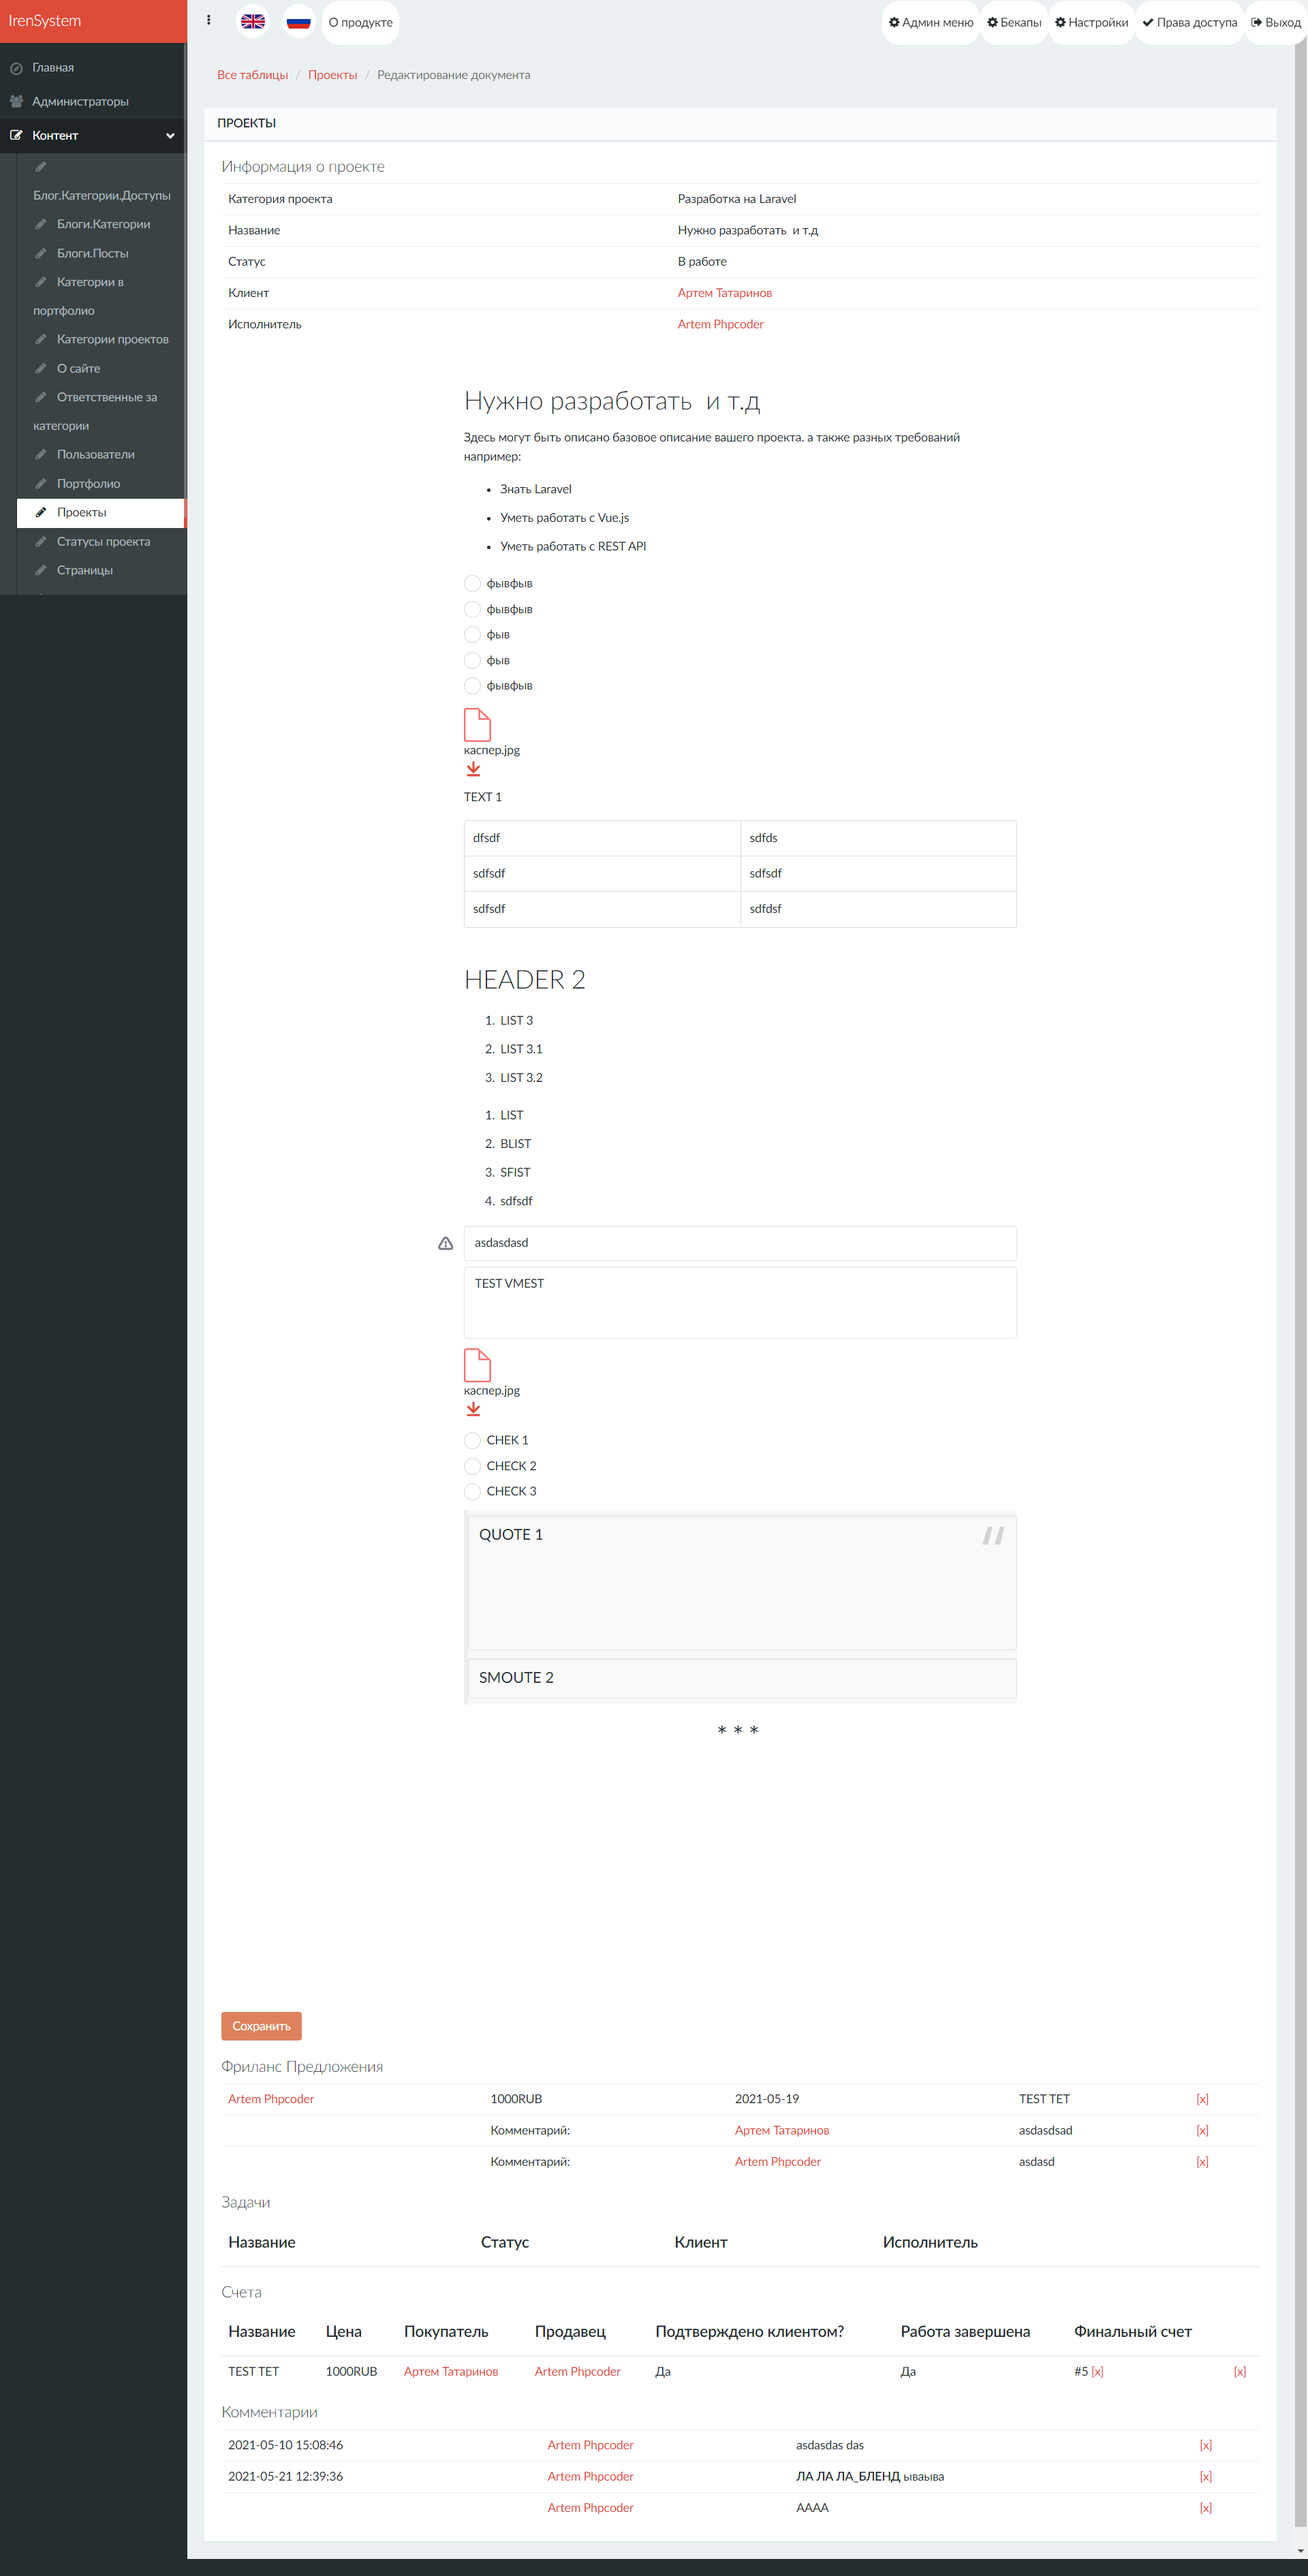 IrenSystem
О продукте
Админ меню Бекапы Настройки Права доступа Выход
Главная
Администраторы
Контент
Блог.Категории.Доступы
Блоги.Категории
Блоги.Посты
Категории в
портфолио
Категории проектов
О сайте
Ответственные за
категории
Пользователи
Портфолио
Проекты
Статусы проекта
Страницы
Все таблицы / Проекты / Редактирование документа
ПРОЕКТЫ
Информация о проекте
Категория проекта Разработка на Laravel
Название Нужно разработать и т.д
Статус В работе
Клиент Артем Татаринов
Исполнитель Artem Phpcoder
Нужно разработать и т.д
Здесь могут быть описано базовое описание вашего проекта. а также разных требований
например:
• Знать Laravel
• Уметь работать с Vue.js
• Уметь работать с REST API
фывфыв
фывфыв
фыв
фыв
фывфыв
каспер.jpg
TEXT 1
dfsdf sdfds
sdfsdf sdfsdf
sdfsdf sdfdsf
HEADER 2
1. LIST 3
2. LIST 3.1
3. LIST 3.2
1. LIST
2. BLIST
3. SFIST
4. sdfsdf
asdasdasd
TEST VMEST
каспер.jpg
CHEK 1
CHECK 2
CHECK 3
QUOTE 1
SMOUTE 2
* * *
Сохранить
Фриланс Предложения
Artem Phpcoder 1000RUB 2021-05-19 TEST TET [x]
Комментарий: Артем Татаринов asdasdsad [x]
Комментарий: Artem Phpcoder asdasd [x]
Задачи
Название Статус Клиент Исполнитель
Счета
Название Цена Покупатель Продавец Подтверждено клиентом? Работа завершена Финальный счет
TEST TET 1000RUB Артем Татаринов Artem Phpcoder Да Да #5 [x] [x]
Комментарии
2021-05-10 15:08:46 Artem Phpcoder asdasdas das [x]
2021-05-21 12:39:36 Artem Phpcoder ЛА ЛА ЛА_БЛЕНД ываыва [x]
Artem Phpcoder АААА [x]